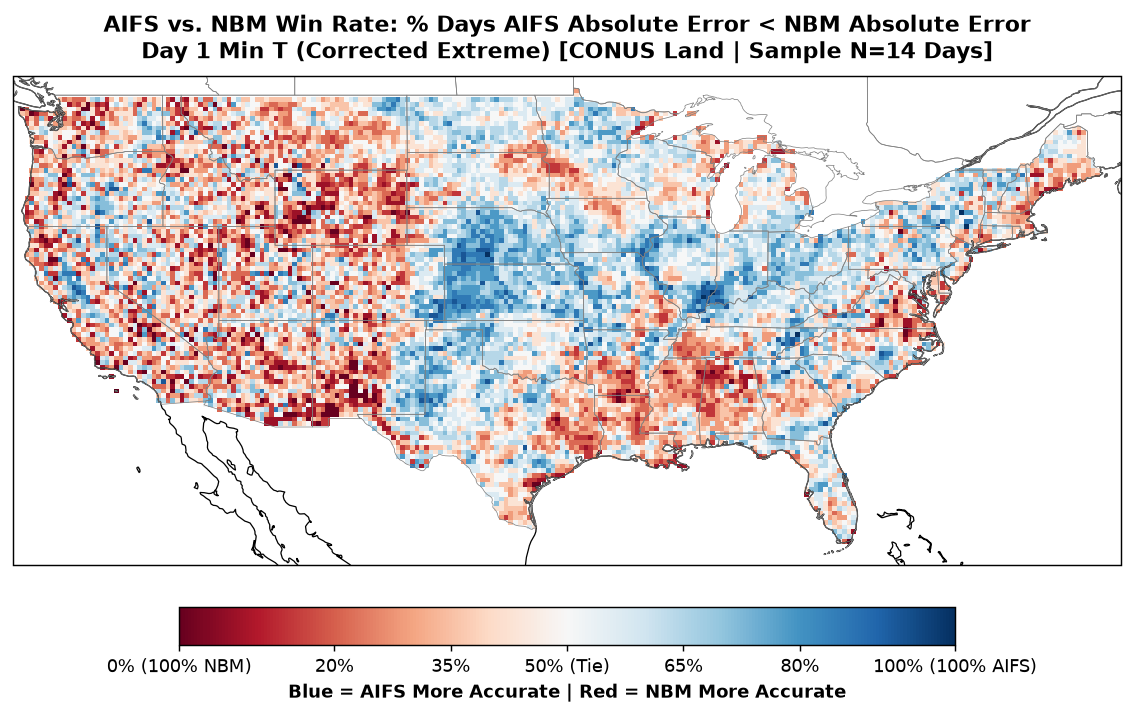 AIFS vs. NBM Win Rate: % Days AIFS Absolute Error < NBM Absolute Error
Day 1 Min T (Corrected Extreme) [CONUS Land | Sample N=14 Days]
0% (100% NBM) 20% 35% 50% (Tie) 65% 80% 100% (100% AIFS)
Blue = AIFS More Accurate | Red = NBM More Accurate